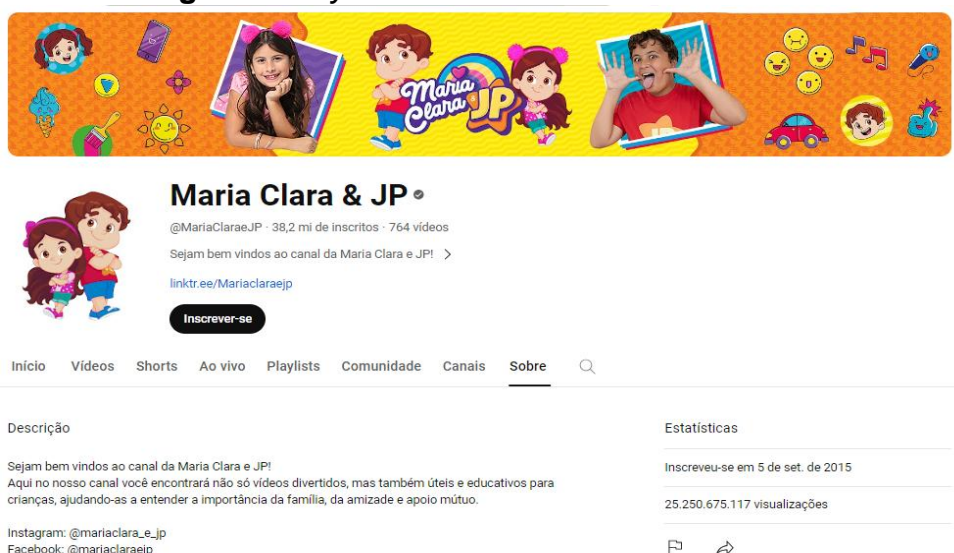 Maria
Clara & JP
Maria Clara & JP
@MariaClaraeJP · 38,2 mi de inscritos · 764 vídeos
Sejam bem vindos ao canal da Maria Clara e JP!
linktr.ee/Mariaclaraejp
Inscrever-se
Início Vídeos Shorts Ao vivo Playlists Comunidade Canais Sobre
Descrição
Sejam bem vindos ao canal da Maria Clara e JP!
Aqui no nosso canal você encontrará não só vídeos divertidos, mas também úteis e educativos para
crianças, ajudando-as a entender a importância da família, da amizade e apoio mútuo.
Instagram: @mariaclara_e_jp
Facebook: @mariaclaraejp
Estatísticas
Inscreveu-se em 5 de set. de 2015
25.250.675.117 visualizações